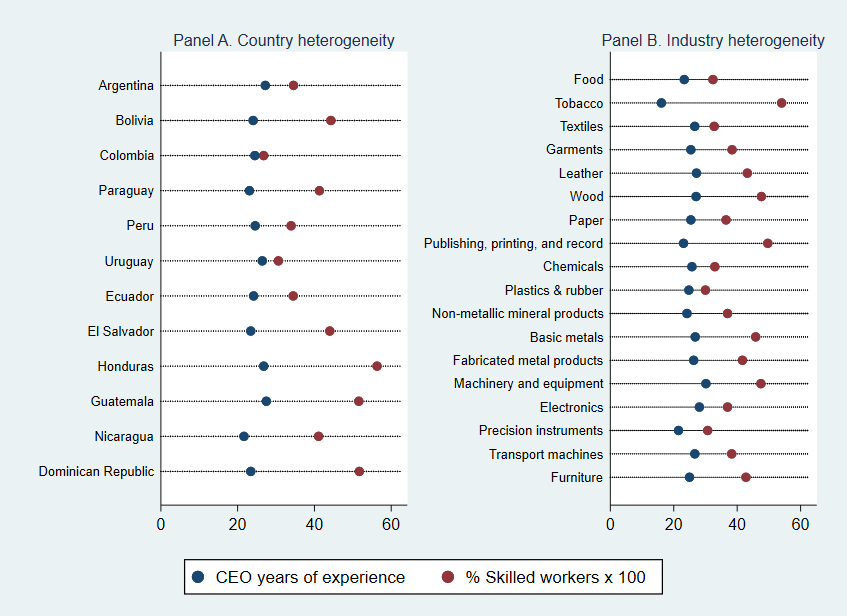 Panel A. Country heterogeneity
Argentina
Bolivia
Colombia
Paraguay
Peru
Uruguay
Ecuador
El Salvador
Honduras
Guatemala
Nicaragua
Dominican Republic
0 20 40 60
Panel B. Industry heterogeneity
Food
Tobacco
Textiles
Garments
Leather
Wood
Paper
Publishing, printing, and record
Chemicals
Plastics & rubber
Non-metallic mineral products
Basic metals
Fabricated metal products
Machinery and equipment
Electronics
Precision instruments
Transport machines
Furniture
0 20 40 60
CEO years of experience % Skilled workers x 100